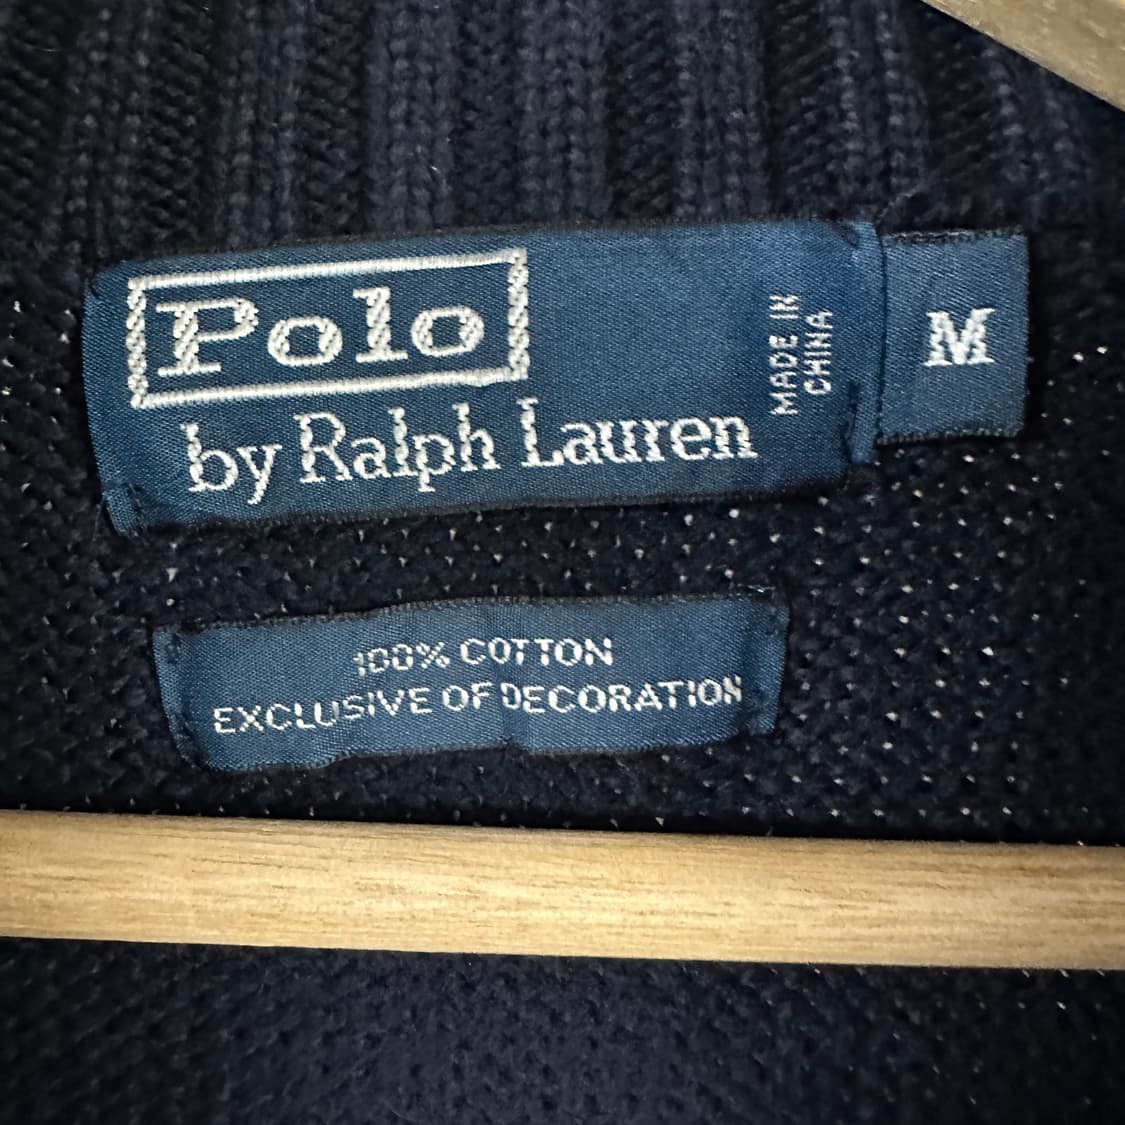 Polo
by Ralph Lauren
MADE IN
CHINA
M
100% COTTON
EXCLUSIVE OF DECORATION